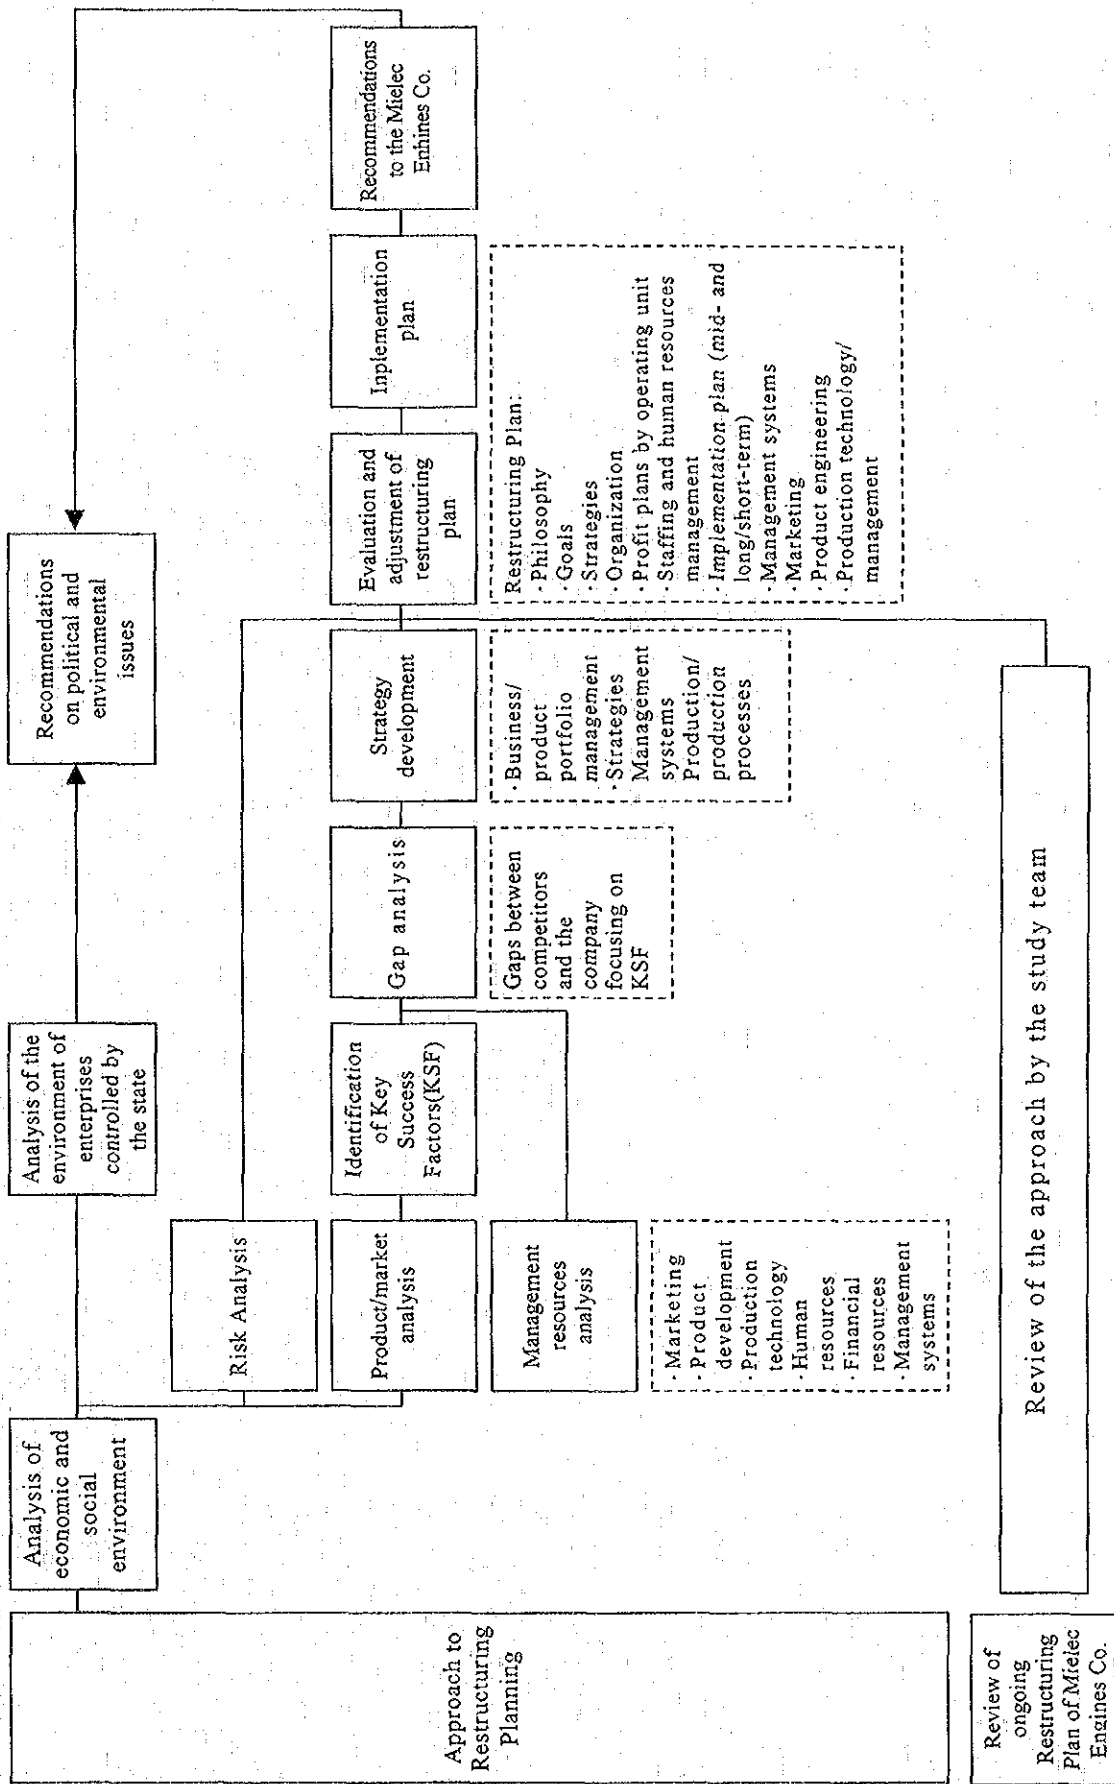 Approach to
Restructuring
Planning
Analysis of
economic and
social
environment
Analysis of the
environment of
enterprises
controlled by
the state
Recommendations
on political and
environmental
issues
Risk Analysis
Product/market
analysis
Identification
of Key
Success
Factors(KSF)
Gap analysis
Strategy
development
Evaluation and
adjustment of
restructuring
plan
Inplementation
plan
Recommendations
to the Mielec
Enhines Co.
Management
resources
analysis
· Marketing
· Product
development
· Production
technology
· Human
resources
· Financial
resources
· Management
systems
Gaps between
competitors
and the
company
focusing on
KSF
· Business/
product
portfolio
management
· Strategies
Management
systems
Production/
production
processes
Restructuring Plan:
· Philosophy
· Goals
· Strategies
· Organization
· Profit plans by operating unit
· Staffing and human resources
management
· Implementation plan (mid- and
long/short-term)
· Management systems
· Marketing
· Product engineering
· Production technology/
management
Review of
ongoing
Restructuring
Plan of Mielec
Engines Co.
Review of the approach by the study team